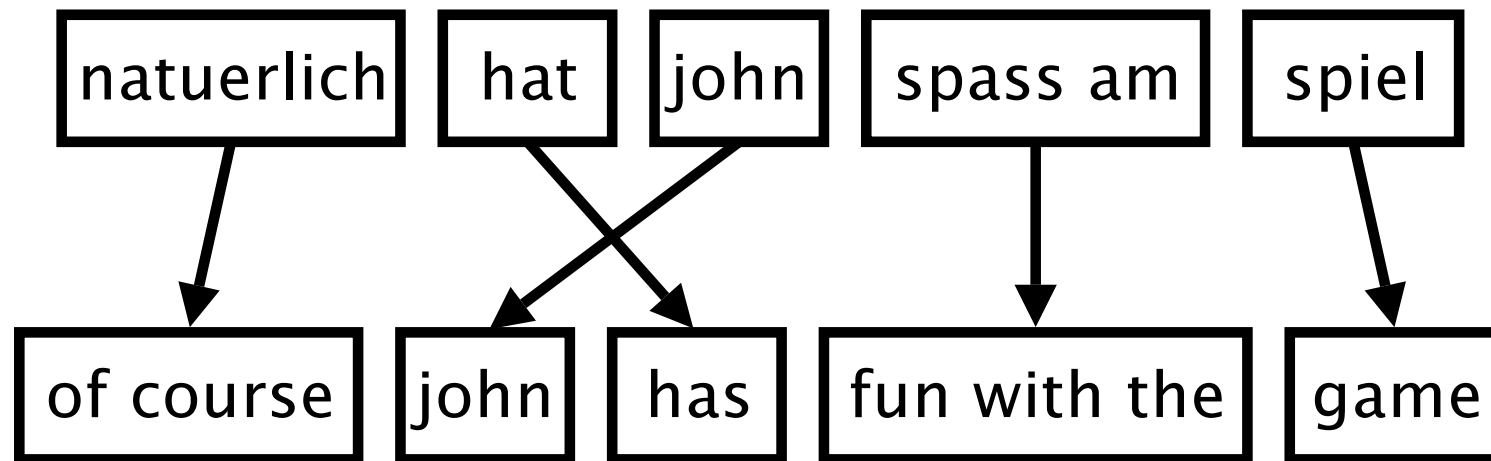 natuerlich hat john spass am spiel
of course john has fun with the game